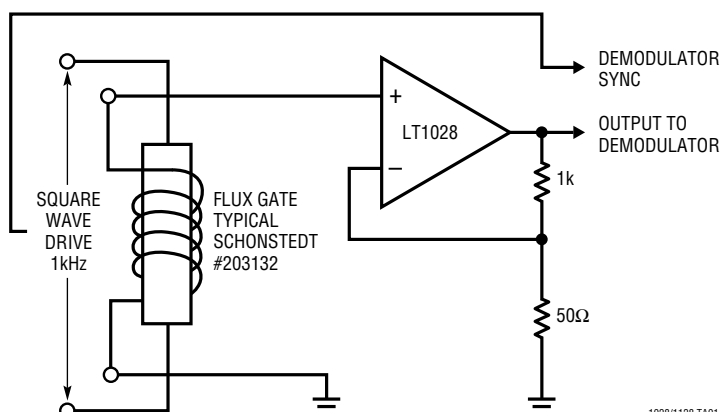 DEMODULATOR
SYNC
+
LT1028
–
OUTPUT TO
DEMODULATOR
1k
SQUARE
WAVE
DRIVE
1kHz
FLUX GATE
TYPICAL
SCHONSTEDT
#203132
50Ω